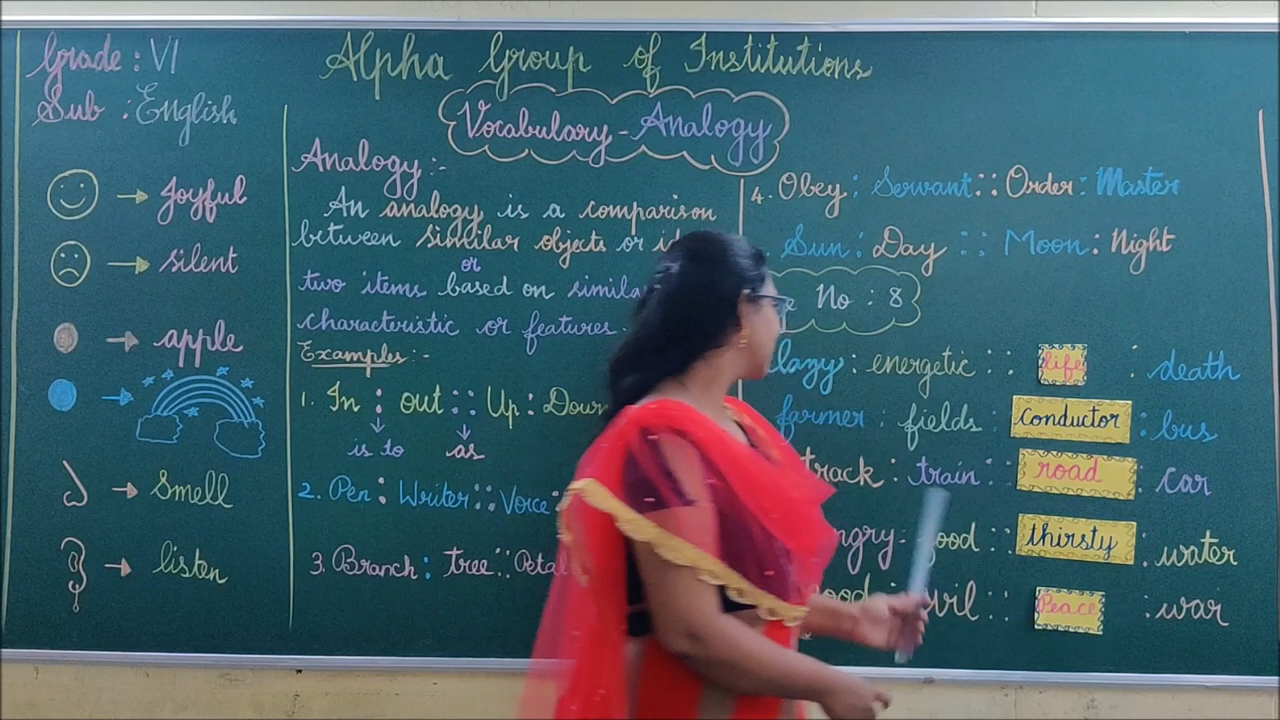 Grade : VI
Sub : English
Alpha Group of Institutions
Vocabulary - Analogy
→ Joyful
→ silent
→ apple
→ Smell
→ listen
Analogy :-
An analogy is a comparison
between similar objects or
or
two items based on
characteristic or features.
Examples :-
1. In : out :: Up :
is to as
2. Pen : Writer :: Voice
3. Branch : tree ::
4. Obey : Servant :: Order : Master
Sun : Day :: Moon : Night
No : 8
lazy : energetic :: life : death
farmer : fields :: conductor : bus
track : train :: road : car
:: thirsty : water
:: Peace : war